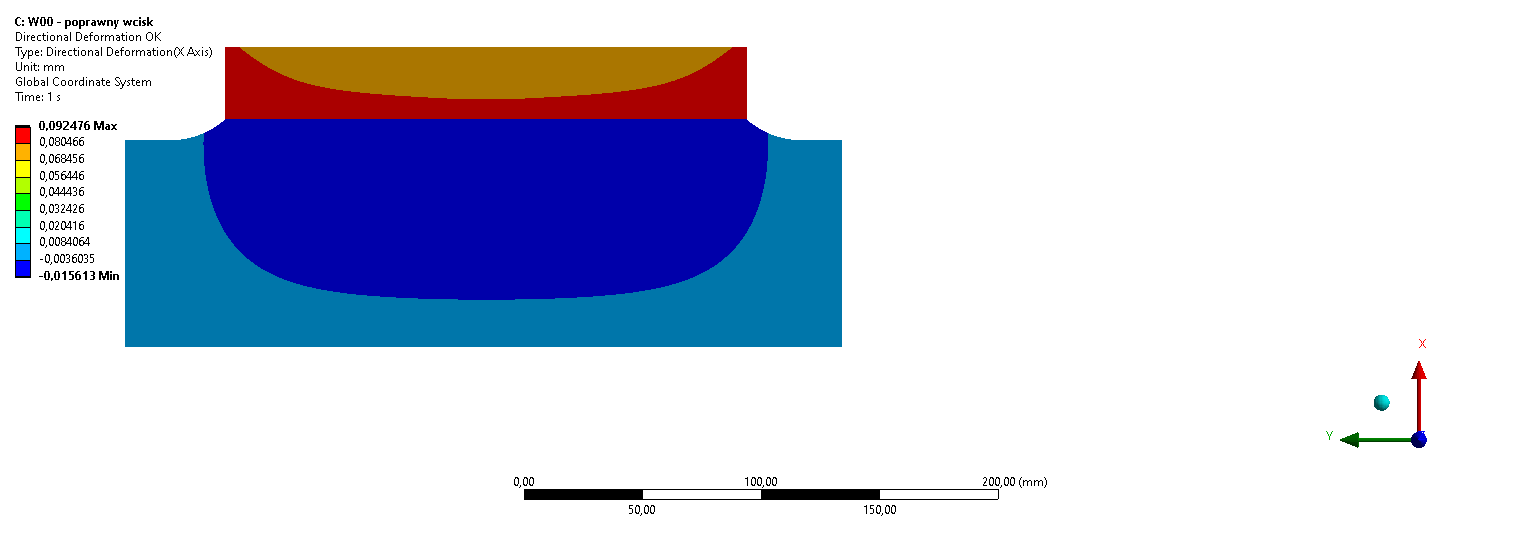 C: W00 - poprawny wcisk
Directional Deformation OK
Type: Directional Deformation(X Axis)
Unit: mm
Global Coordinate System
Time: 1 s
0,092476 Max
0,080466
0,068456
0,056446
0,044436
0,032426
0,020416
0,0084064
-0,0036035
-0,015613 Min
X
Y
0,00
100,00
200,00 (mm)
50,00
150,00